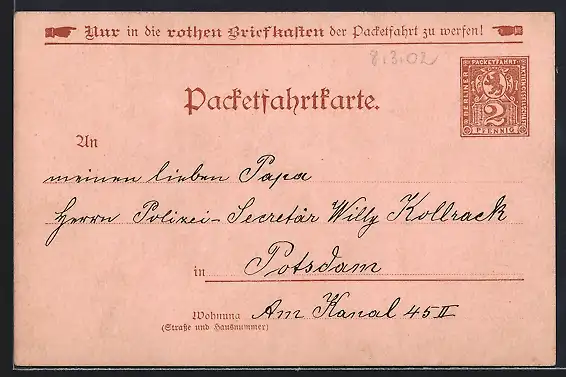 Nur in die rothen Briefkasten der Packetfahrt zu werfen!
8.3.02
BERLINER PACKETFAHRT
2
PFENNIG
Packetfahrtkarte.
An
meinen lieben Papa
Herrn Polizei-Secretär Willy Kollrack
in Potsdam
Wohnung Am Kanal 45 II
(Straße und Hausnummer)